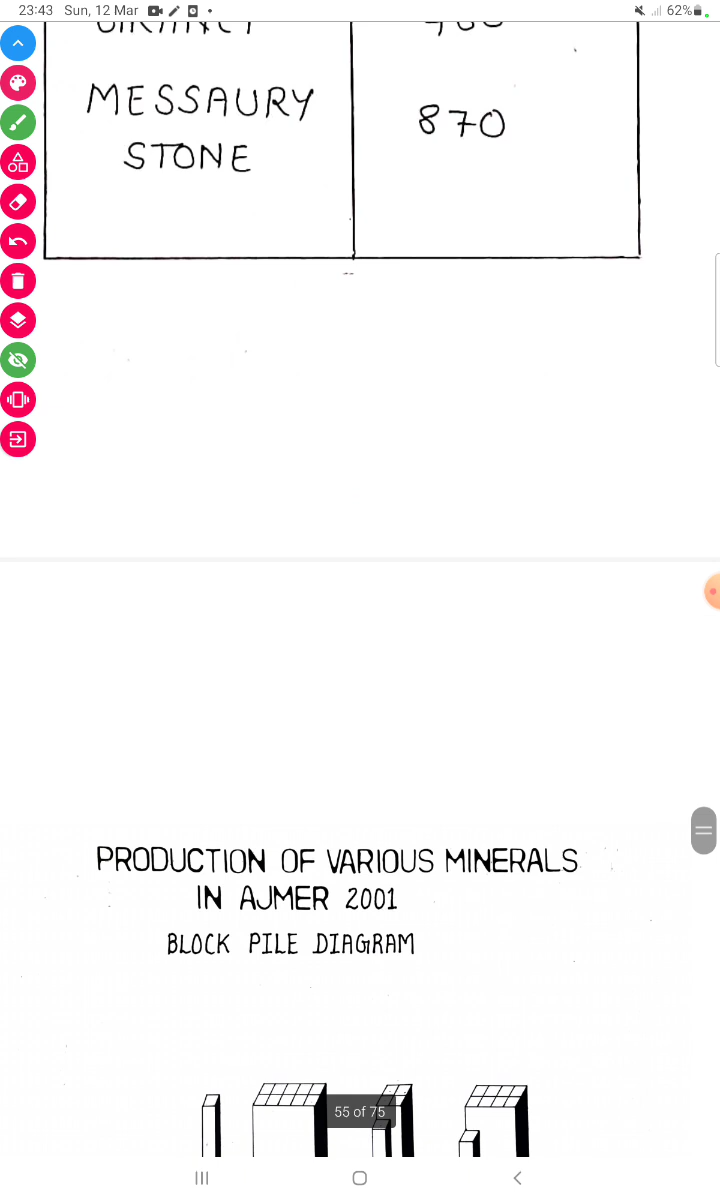 23:43 Sun, 12 Mar
62%
MESSAURY
STONE
870
PRODUCTION OF VARIOUS MINERALS
IN AJMER 2001
BLOCK PILE DIAGRAM
55 of 75